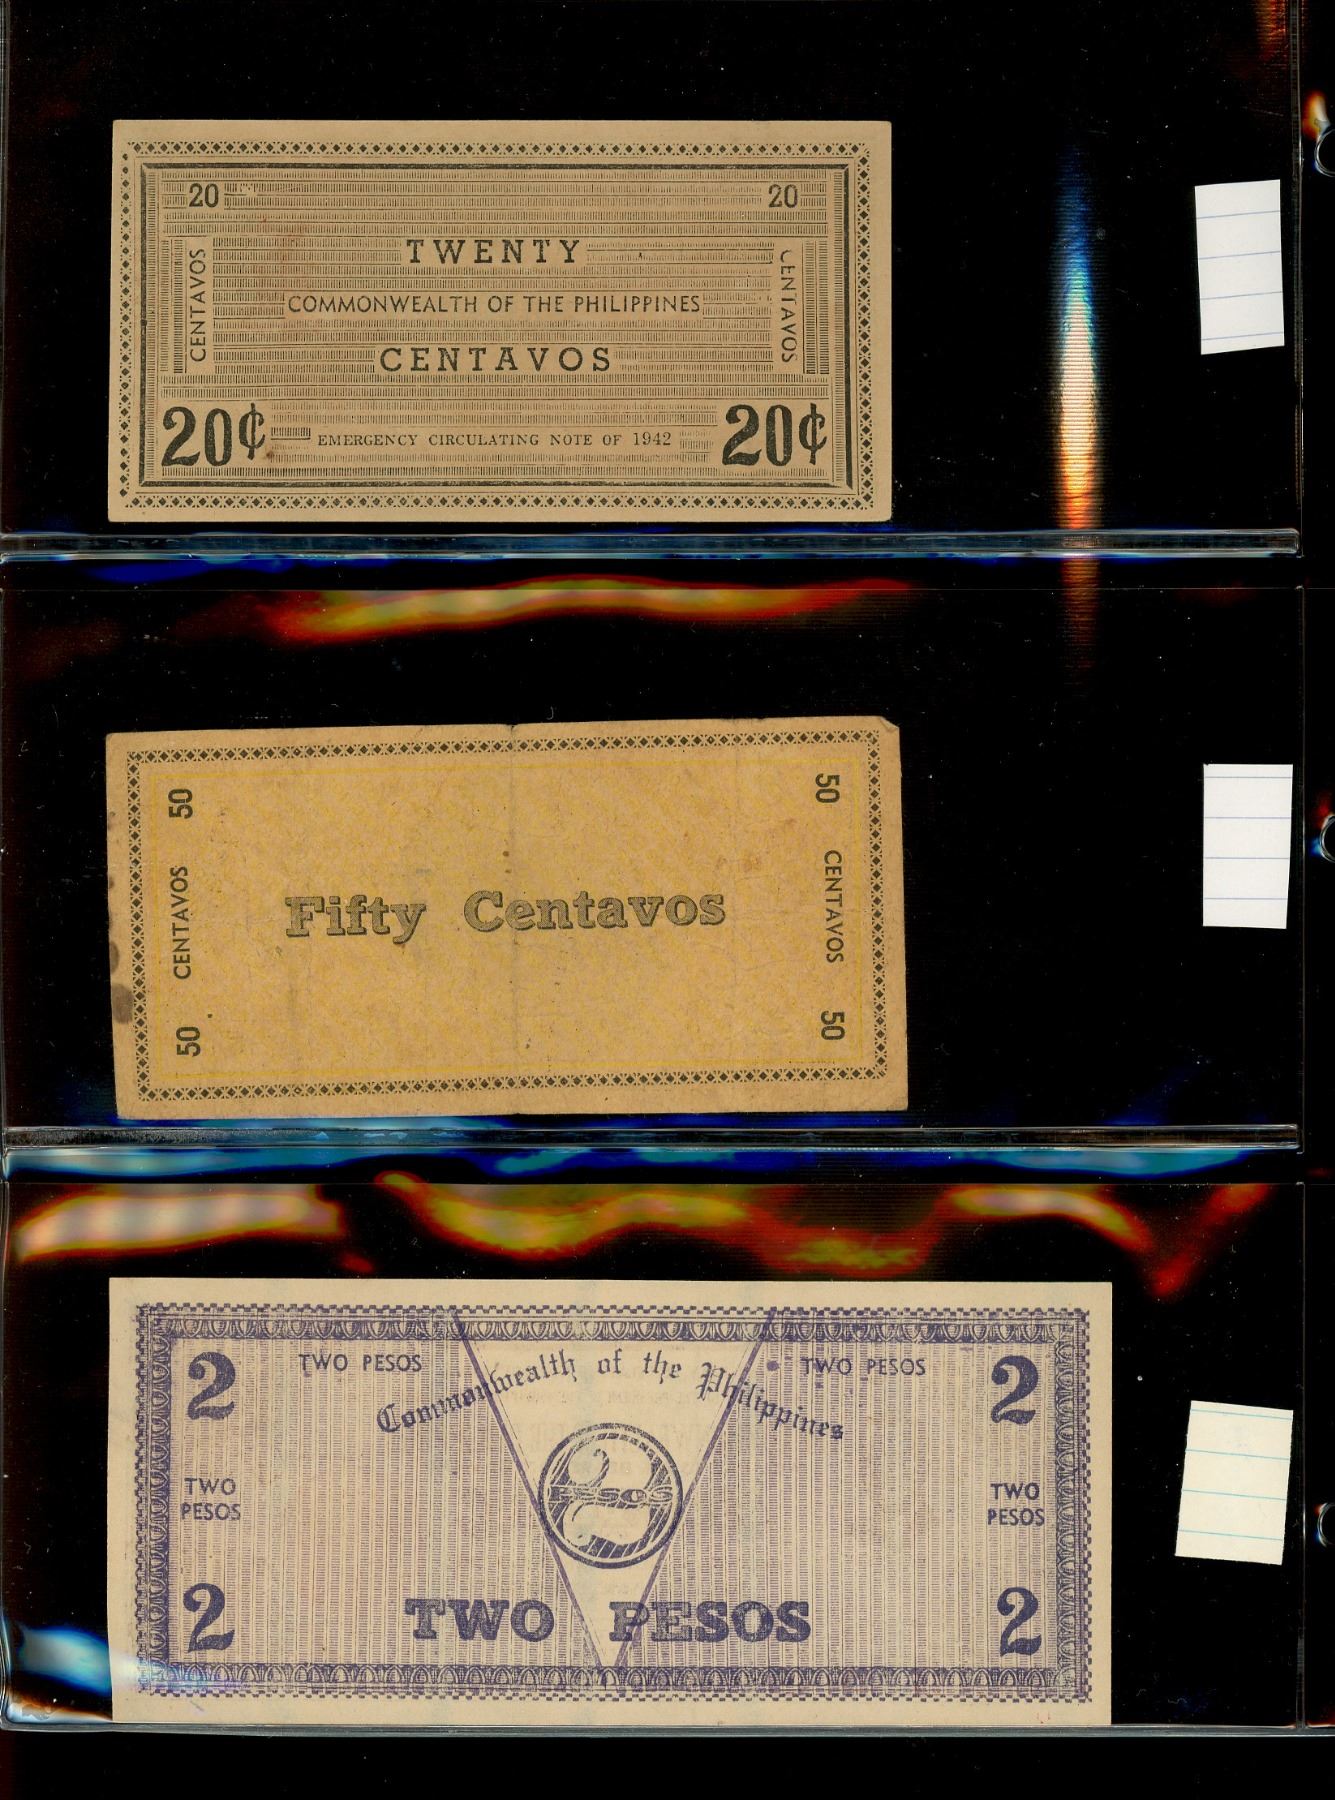 20 20
TWENTY
CENTAVOS
COMMONWEALTH OF THE PHILIPPINES
CENTAVOS
CENTAVOS
20¢ EMERGENCY CIRCULATING NOTE OF 1942 20¢
50 50
CENTAVOS
Fifty Centavos
CENTAVOS
50 50
2 TWO PESOS TWO PESOS 2
Commonwealth of the Philippines
TWO
PESOS
2
PESOS
TWO
PESOS
2 TWO PESOS 2